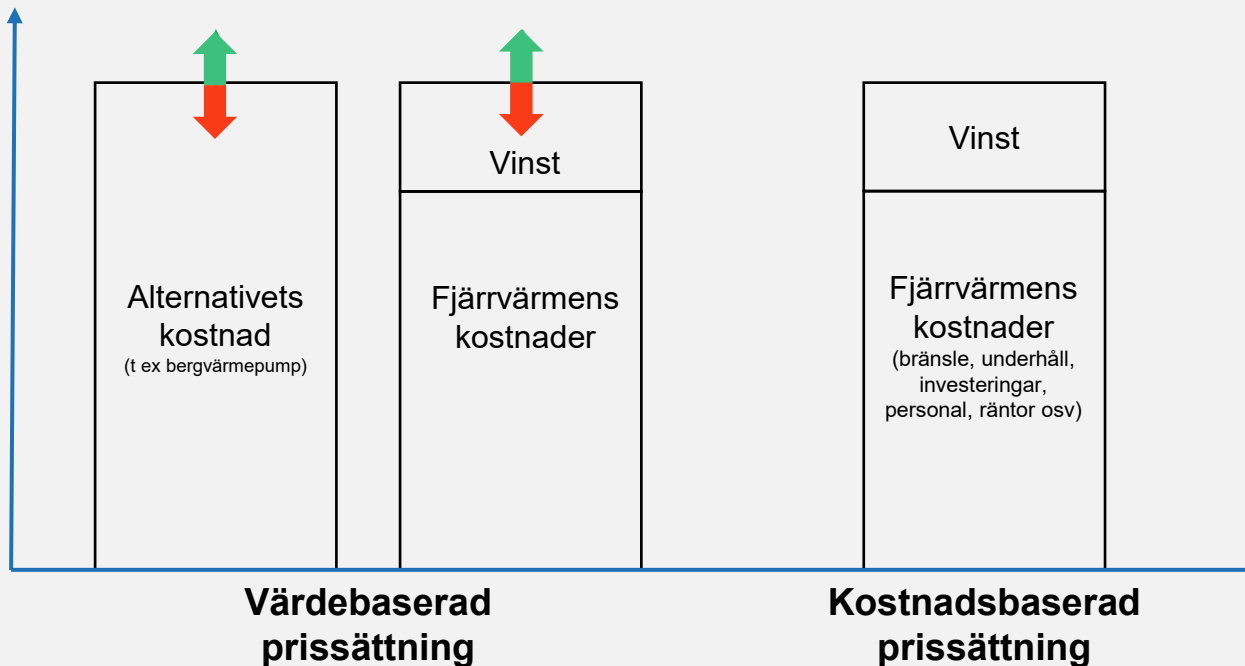 Alternativets
kostnad
(t ex bergvärmepump)
Vinst
Fjärrvärmens
kostnader
Vinst
Fjärrvärmens
kostnader
(bränsle, underhåll,
investeringar,
personal, räntor osv)
Värdebaserad
prissättning
Kostnadsbaserad
prissättning